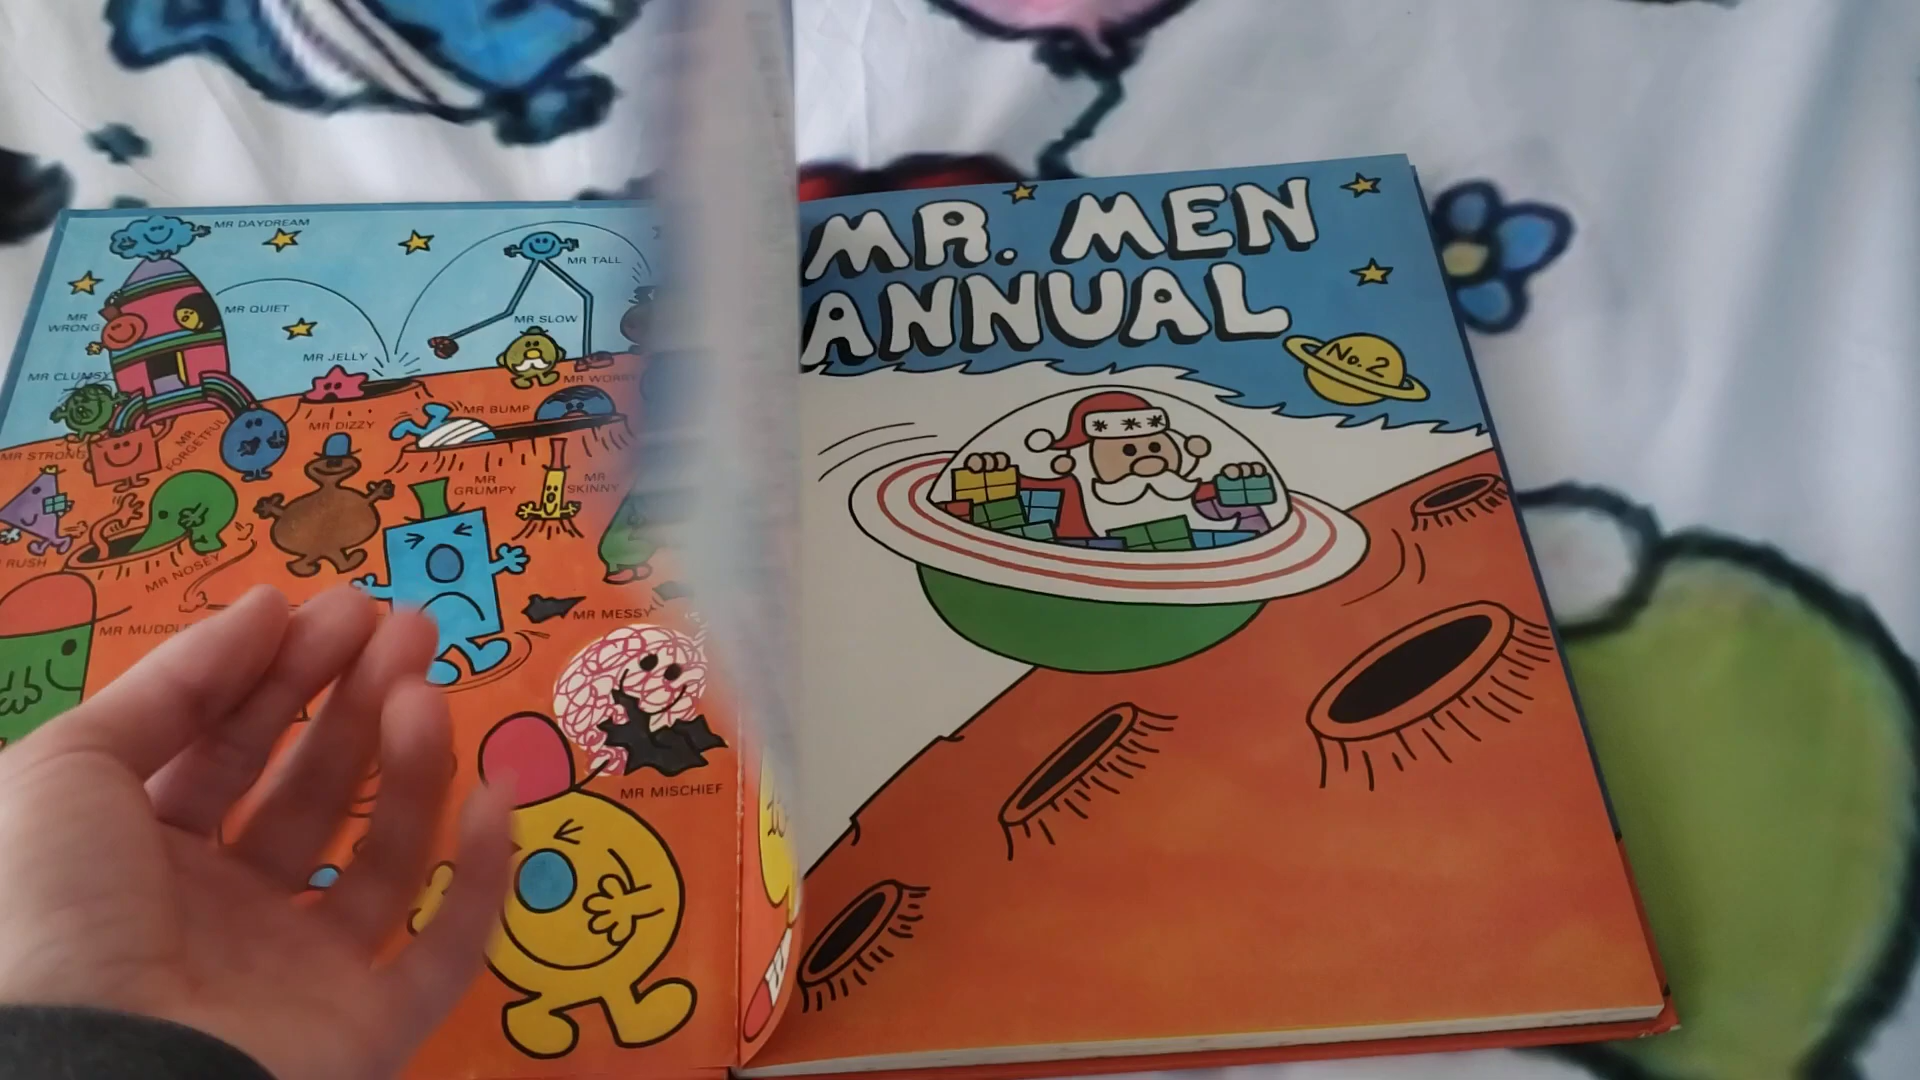 MR DAYDREAM
MR TALL
MR QUIET
MR
WRONG
MR SLOW
MR JELLY
MR CLUMSY
MR WORRY
MR BUMP
MR DIZZY
MR
FORGETFUL
MR STRONG
MR
GRUMPY
MR
SKINNY
RUSH
MR NOSEY
MR MESSY
MR MUDDLE
MR MISCHIEF
MR. MEN
ANNUAL
No.2